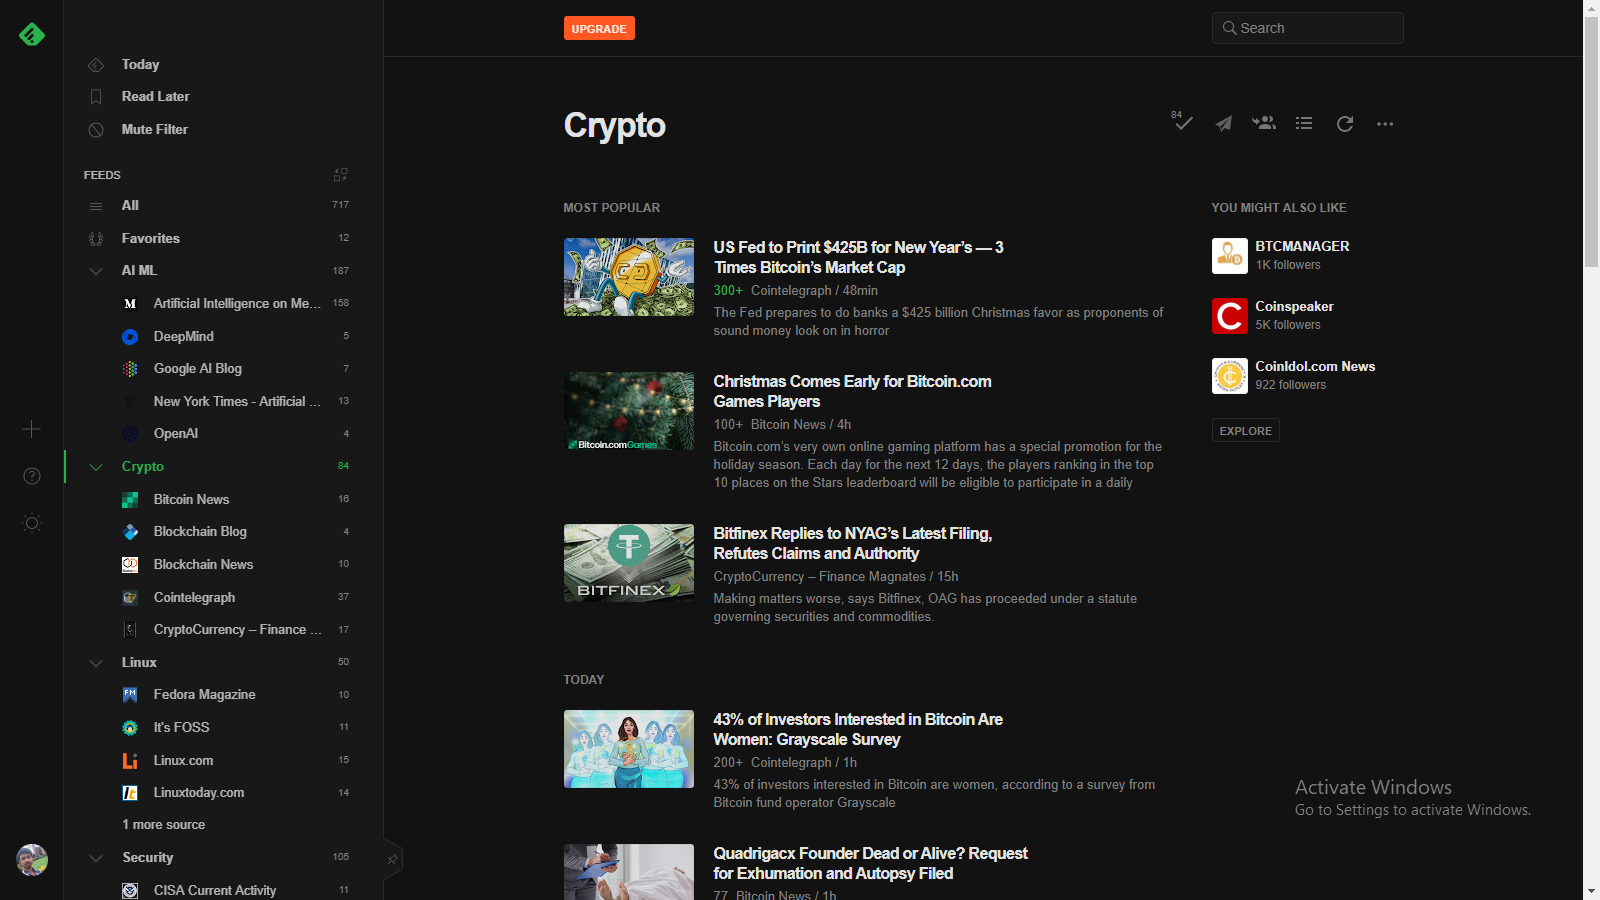 UPGRADE
Search
Today
Read Later
Mute Filter
FEEDS
All 717
Favorites 12
AI ML 187
M Artificial Intelligence on Me... 158
DeepMind 5
Google AI Blog 7
New York Times - Artificial ... 13
OpenAI 4
Crypto 84
Bitcoin News 16
Blockchain Blog 4
Blockchain News 10
Cointelegraph 37
CryptoCurrency – Finance ... 17
Linux 50
FM Fedora Magazine 10
It's FOSS 11
Li Linux.com 15
lt Linuxtoday.com 14
1 more source
Security 105
CISA Current Activity 11
Crypto
84
MOST POPULAR
US Fed to Print $425B for New Year’s — 3
Times Bitcoin’s Market Cap
300+ Cointelegraph / 48min
The Fed prepares to do banks a $425 billion Christmas favor as proponents of
sound money look on in horror
Bitcoin.comGames
Christmas Comes Early for Bitcoin.com
Games Players
100+ Bitcoin News / 4h
Bitcoin.com’s very own online gaming platform has a special promotion for the
holiday season. Each day for the next 12 days, the players ranking in the top
10 places on the Stars leaderboard will be eligible to participate in a daily
BITFINEX
Bitfinex Replies to NYAG’s Latest Filing,
Refutes Claims and Authority
CryptoCurrency – Finance Magnates / 15h
Making matters worse, says Bitfinex, OAG has proceeded under a statute
governing securities and commodities.
TODAY
43% of Investors Interested in Bitcoin Are
Women: Grayscale Survey
200+ Cointelegraph / 1h
43% of investors interested in Bitcoin are women, according to a survey from
Bitcoin fund operator Grayscale
Quadrigacx Founder Dead or Alive? Request
for Exhumation and Autopsy Filed
77 Bitcoin News / 1h
YOU MIGHT ALSO LIKE
BTCMANAGER
1K followers
Coinspeaker
5K followers
CoinIdol.com News
922 followers
EXPLORE
Activate Windows
Go to Settings to activate Windows.